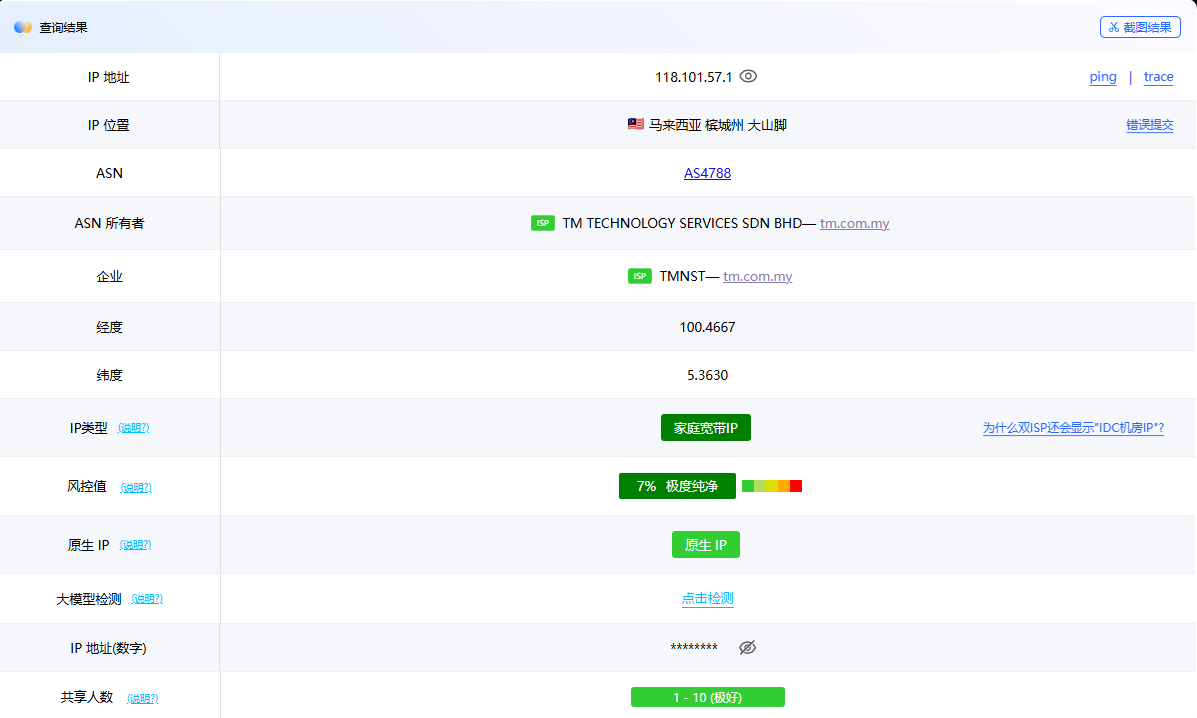 查询结果 截图结果
IP 地址 118.101.57.1 ping | trace
IP 位置 马来西亚 槟城州 大山脚 错误提交
ASN AS4788
ASN 所有者 ISP TM TECHNOLOGY SERVICES SDN BHD— tm.com.my
企业 ISP TMNST— tm.com.my
经度 100.4667
纬度 5.3630
IP类型 (说明?) 家庭宽带IP 为什么双ISP还会显示"IDC机房IP"?
风控值 (说明?) 7% 极度纯净
原生 IP (说明?) 原生 IP
大模型检测 (说明?) 点击检测
IP 地址(数字) ********
共享人数 (说明?) 1 - 10 (极好)